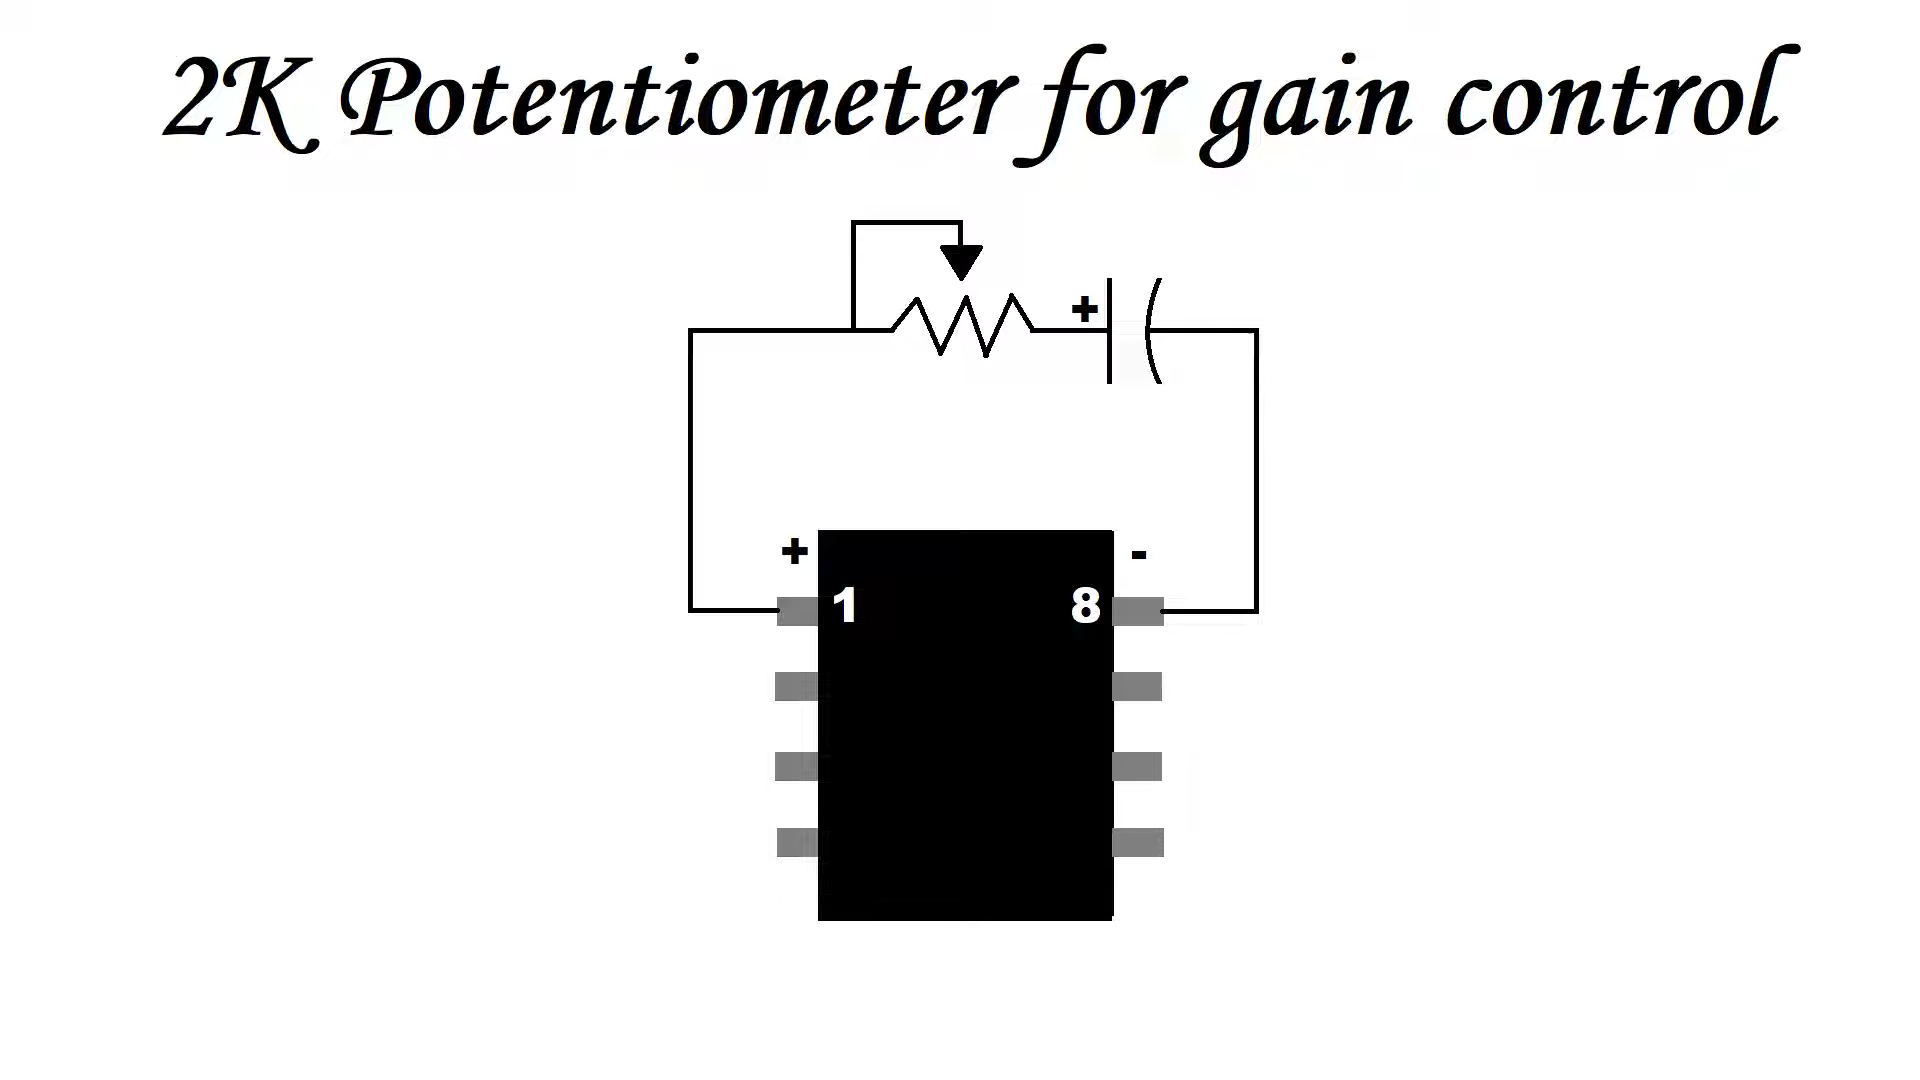 2K Potentiometer for gain control
+
+ -
1 8